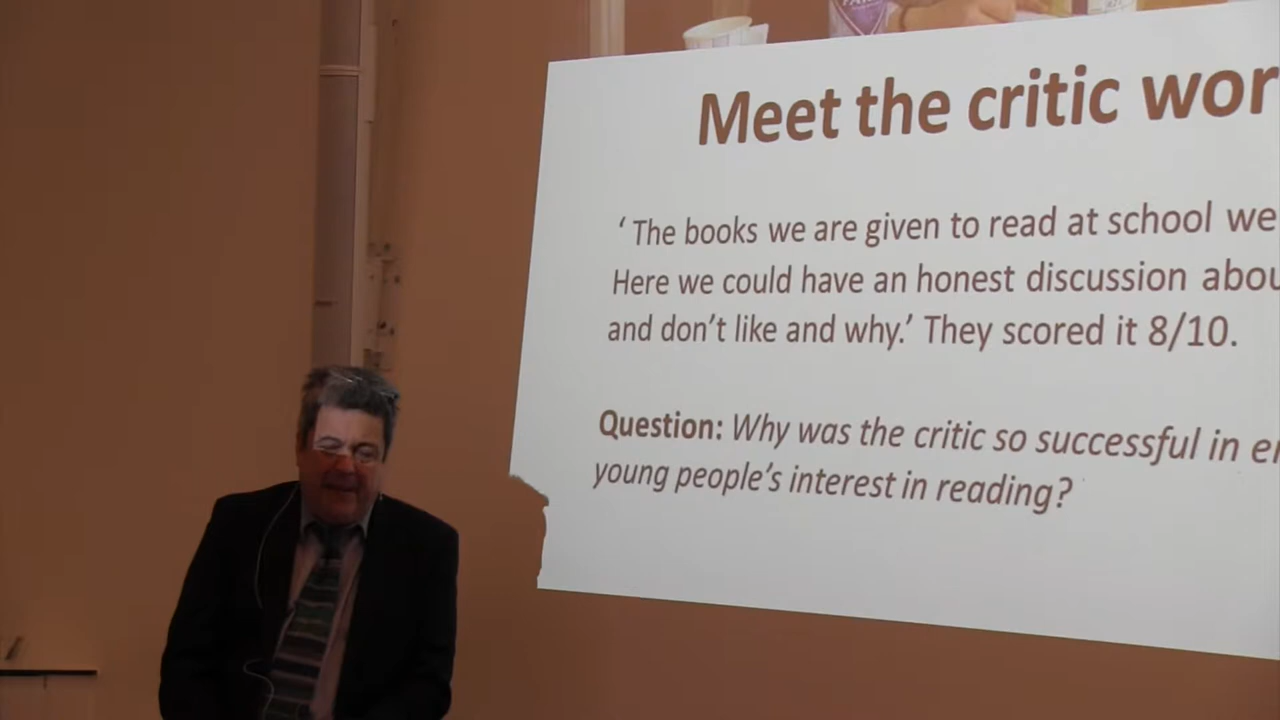 Meet the critic wor
‘ The books we are given to read at school we
Here we could have an honest discussion abou
and don’t like and why.’ They scored it 8/10.
Question: Why was the critic so successful in en
young people’s interest in reading?